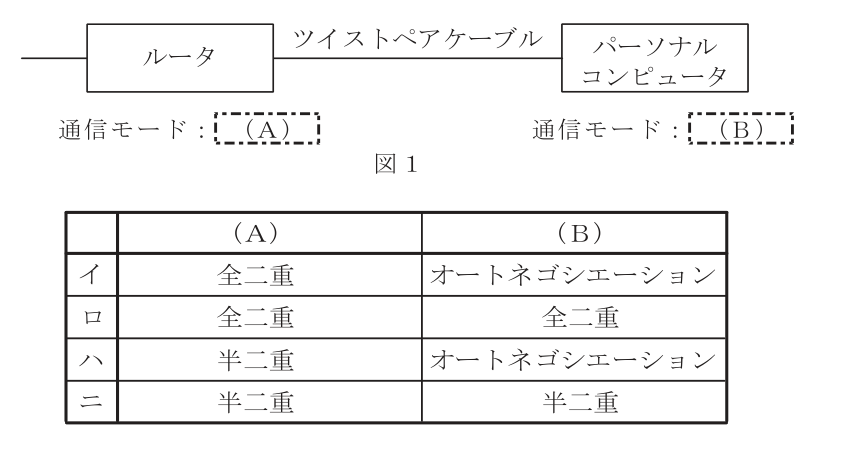 ルータ
ツイストペアケーブル
パーソナル
コンピュータ
通信モード：（A）
通信モード：（B）
図 1
（A） （B）
イ 全二重 オートネゴシエーション
ロ 全二重 全二重
ハ 半二重 オートネゴシエーション
ニ 半二重 半二重